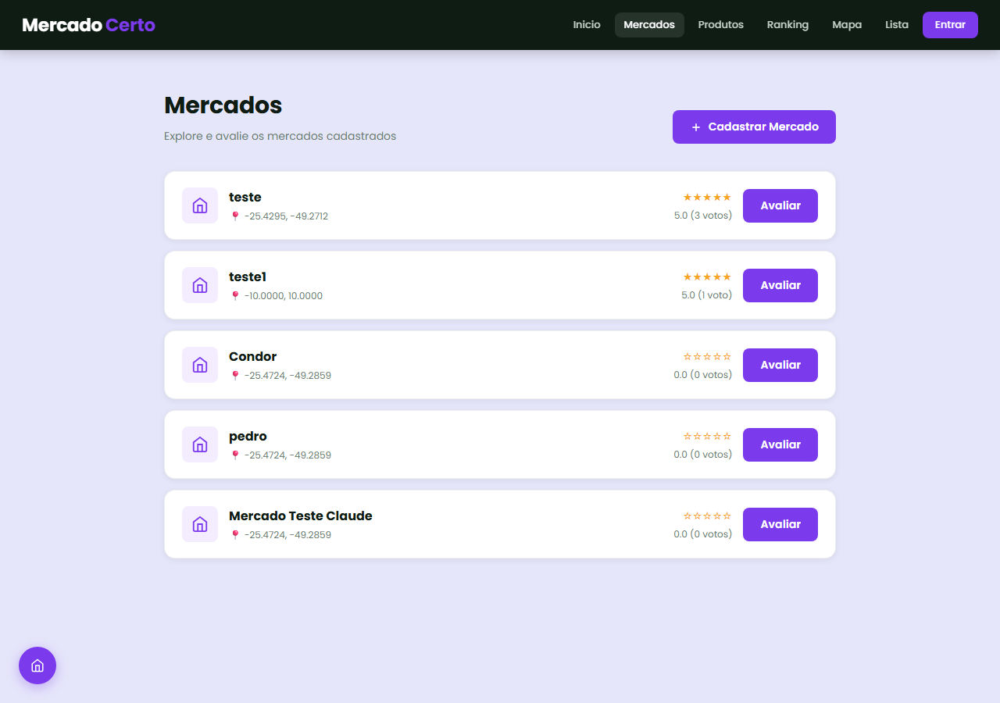 Mercado Certo
Inicio
Mercados
Produtos
Ranking
Mapa
Lista
Entrar
Mercados
Explore e avalie os mercados cadastrados
+ Cadastrar Mercado
teste
📍 -25.4295, -49.2712
★★★★★
5.0 (3 votos)
Avaliar
teste1
📍 -10.0000, 10.0000
★★★★★
5.0 (1 voto)
Avaliar
Condor
📍 -25.4724, -49.2859
☆☆☆☆☆
0.0 (0 votos)
Avaliar
pedro
📍 -25.4724, -49.2859
☆☆☆☆☆
0.0 (0 votos)
Avaliar
Mercado Teste Claude
📍 -25.4724, -49.2859
☆☆☆☆☆
0.0 (0 votos)
Avaliar